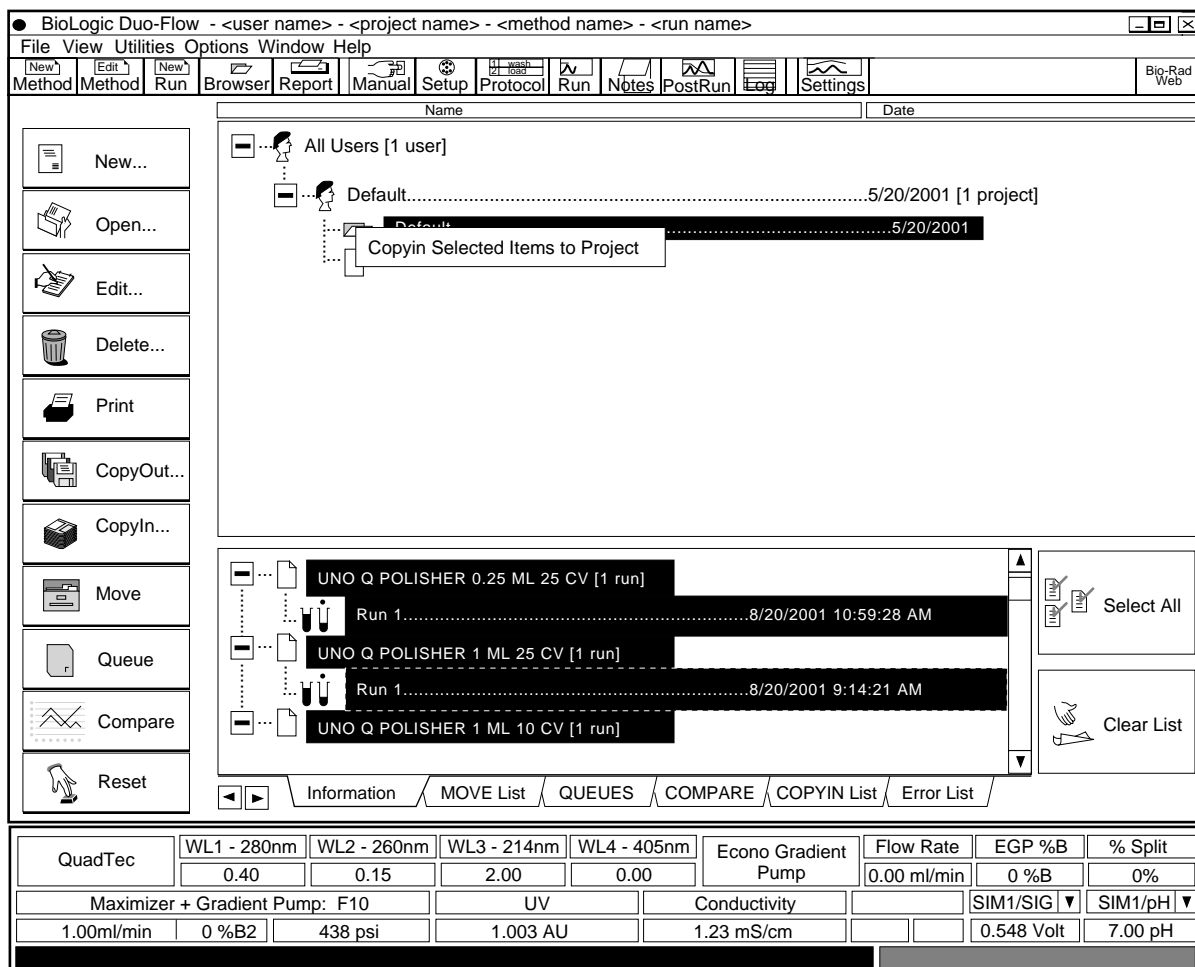 BioLogic Duo-Flow - <user name> - <project name> - <method name> - <run name>
File View Utilities Options Window Help
New Edit New 1 wash
2 load
Method Method Run Browser Report Manual Setup Protocol Run Notes PostRun Log Settings
Bio-Rad
Web
Name Date
New...
Open...
Edit...
Delete...
Print
CopyOut...
CopyIn...
Move
Queue
Compare
Reset
All Users [1 user]
Default....................................................................................5/20/2001 [1 project]
Default....................................................................................5/20/2001
Copyin Selected Items to Project
UNO Q POLISHER 0.25 ML 25 CV [1 run]
Run 1...............................................................8/20/2001 10:59:28 AM
UNO Q POLISHER 1 ML 25 CV [1 run]
Run 1...............................................................8/20/2001 9:14:21 AM
UNO Q POLISHER 1 ML 10 CV [1 run]
Select All
Clear List
Information MOVE List QUEUES COMPARE COPYIN List Error List
QuadTec
WL1 - 280nm WL2 - 260nm WL3 - 214nm WL4 - 405nm
0.40 0.15 2.00 0.00
Econo Gradient
Pump
Flow Rate EGP %B % Split
0.00 ml/min 0 %B 0%
Maximizer + Gradient Pump: F10 UV Conductivity SIM1/SIG SIM1/pH
1.00ml/min 0 %B2 438 psi 1.003 AU 1.23 mS/cm 0.548 Volt 7.00 pH